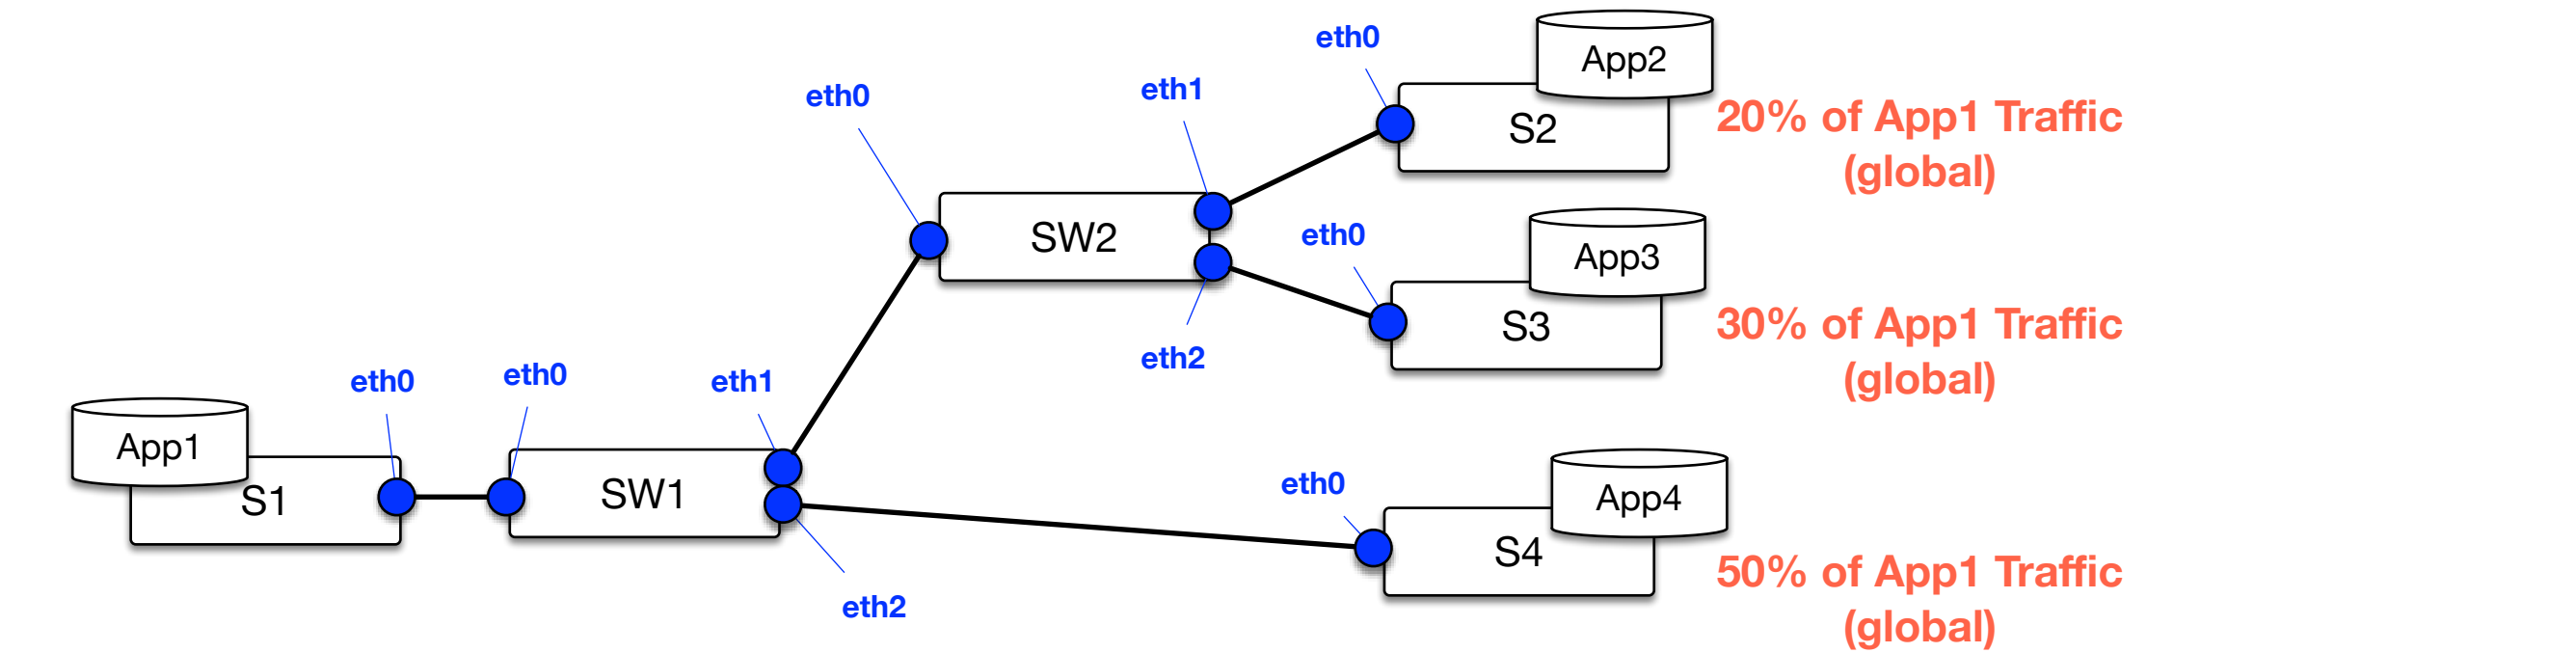 eth0
App2
S2
20% of App1 Traffic
(global)
eth0
eth1
SW2
eth0
App3
S3
30% of App1 Traffic
(global)
eth2
App1
S1
eth0
eth0
eth1
SW1
eth2
eth0
App4
S4
50% of App1 Traffic
(global)